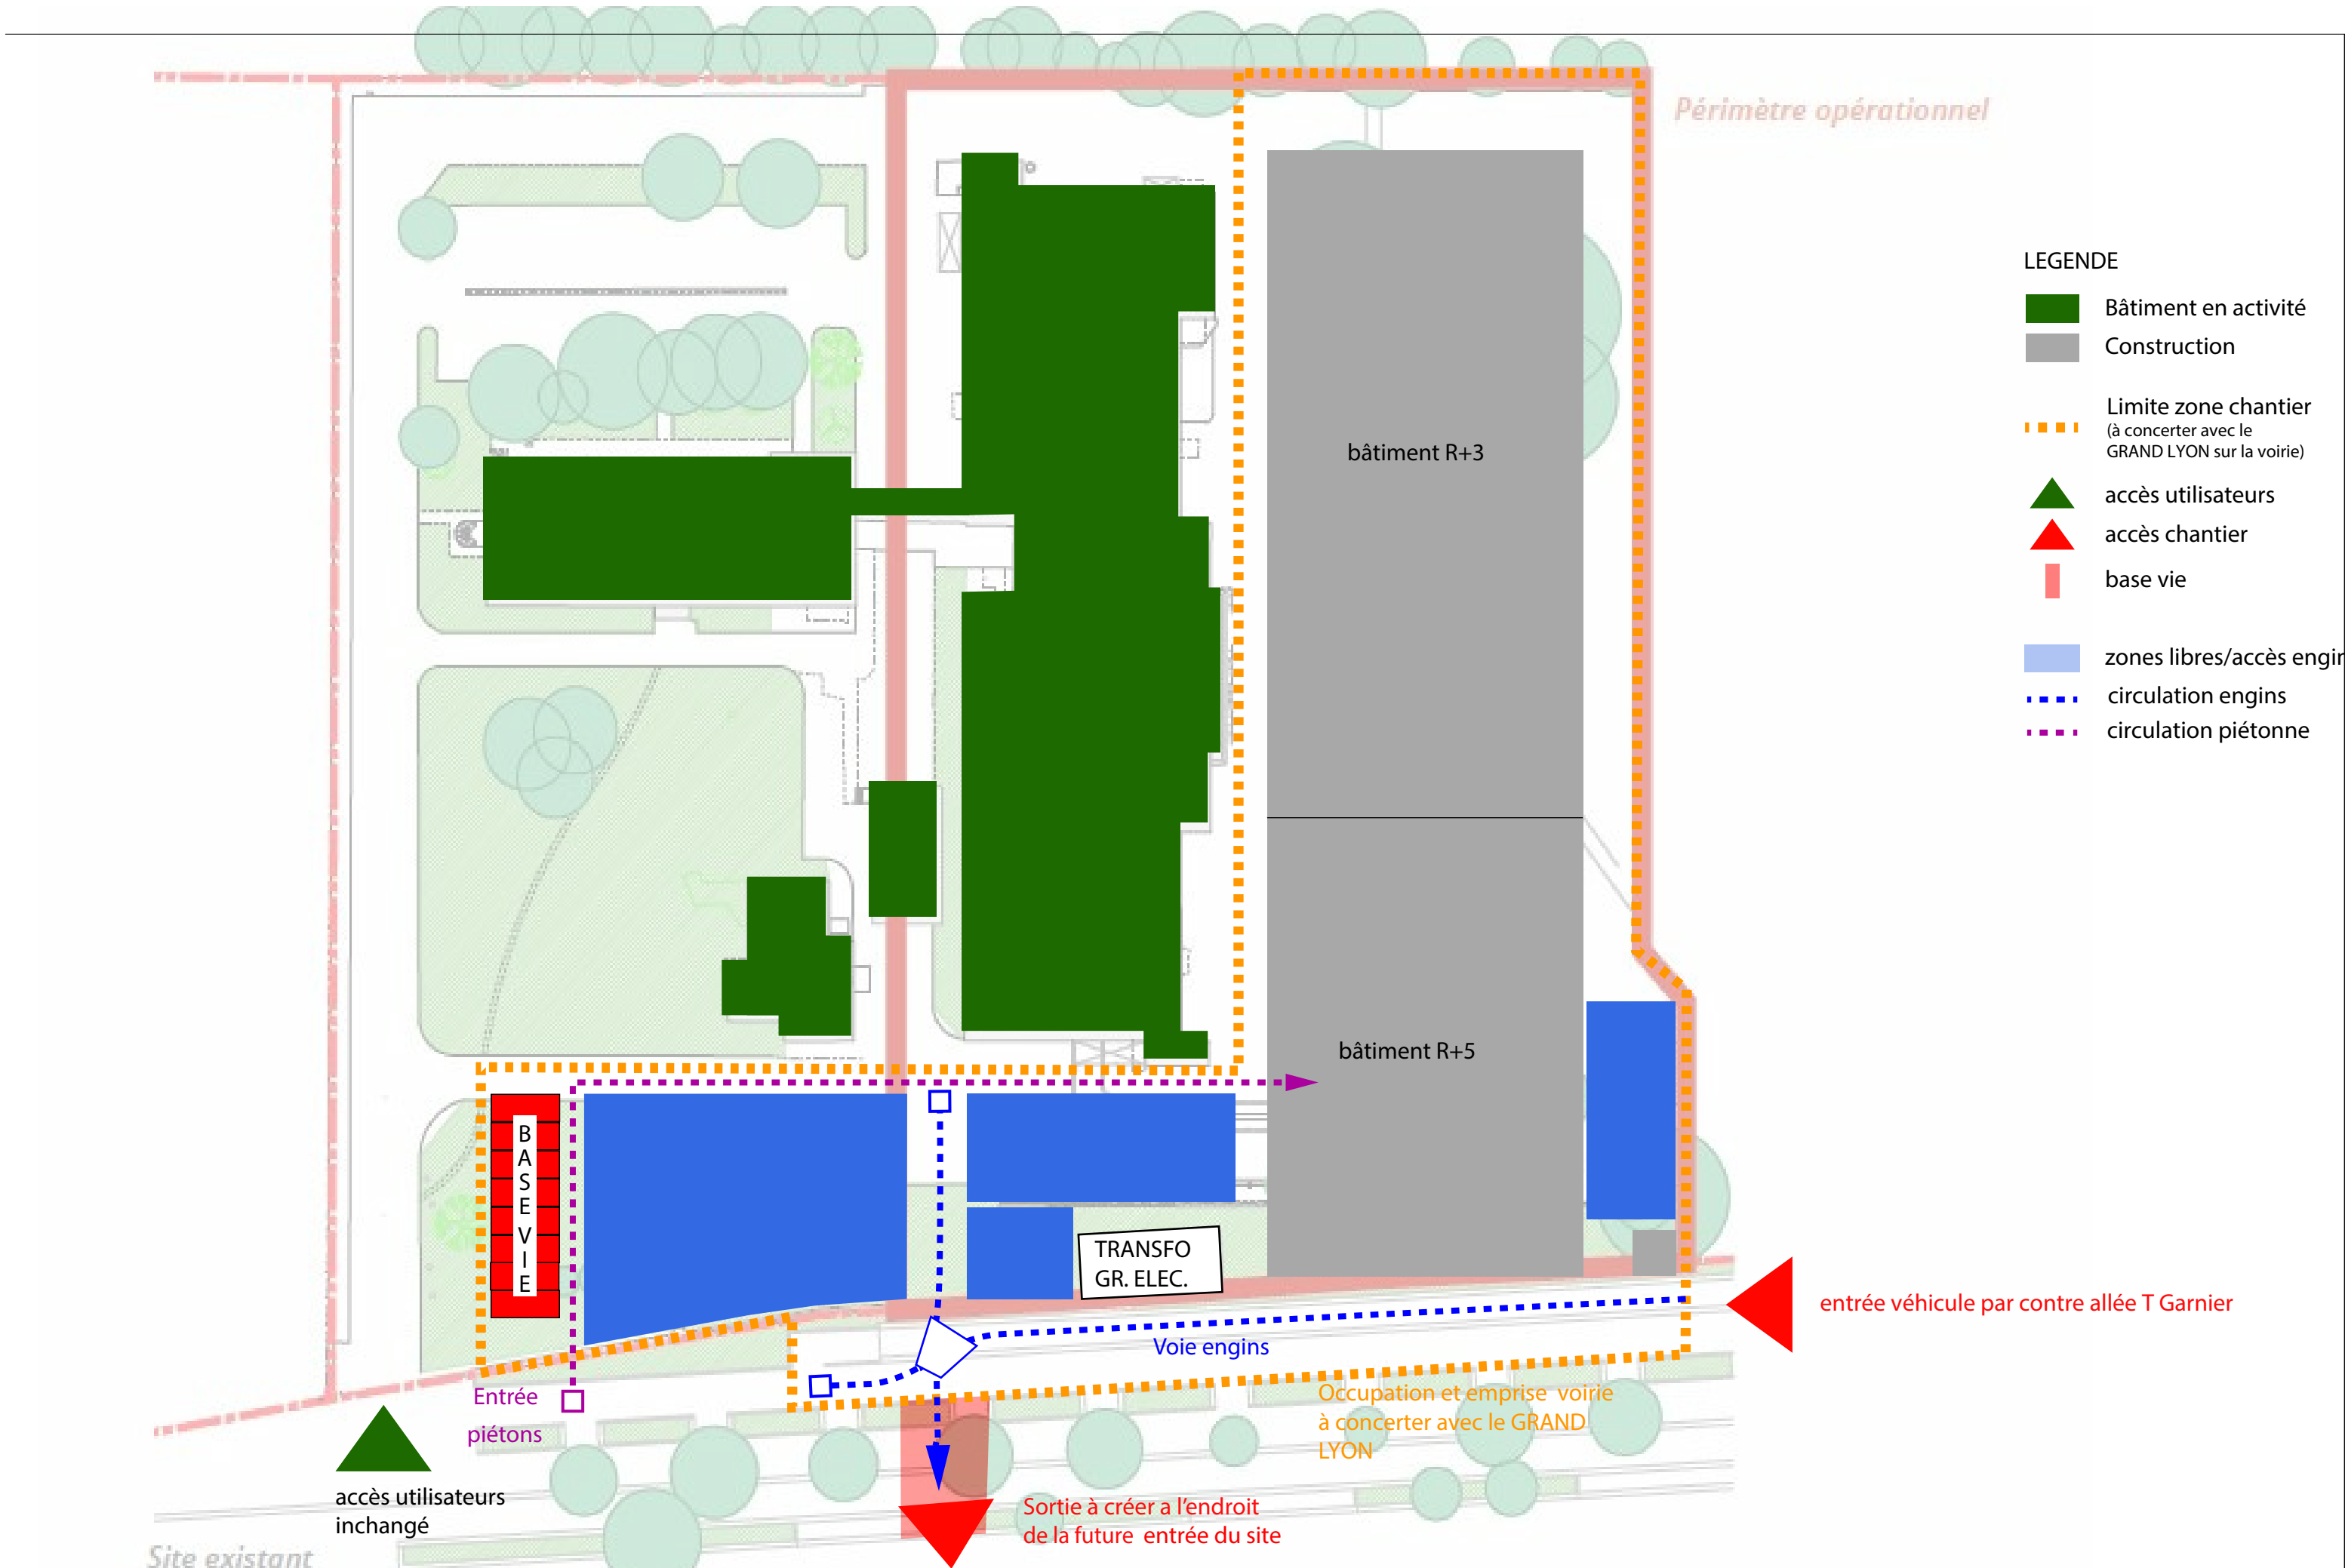 Périmètre opérationnel
LEGENDE
Bâtiment en activité
Construction
Limite zone chantier
(à concerter avec le
GRAND LYON sur la voirie)
accès utilisateurs
accès chantier
base vie
zones libres/accès engin
circulation engins
circulation piétonne
bâtiment R+3
bâtiment R+5
BASE VIE
TRANSFO
GR. ELEC.
entrée véhicule par contre allée T Garnier
Voie engins
Entrée
piétons
Occupation et emprise voirie
à concerter avec le GRAND
LYON
accès utilisateurs
inchangé
Sortie à créer a l’endroit
de la future entrée du site
Site existant